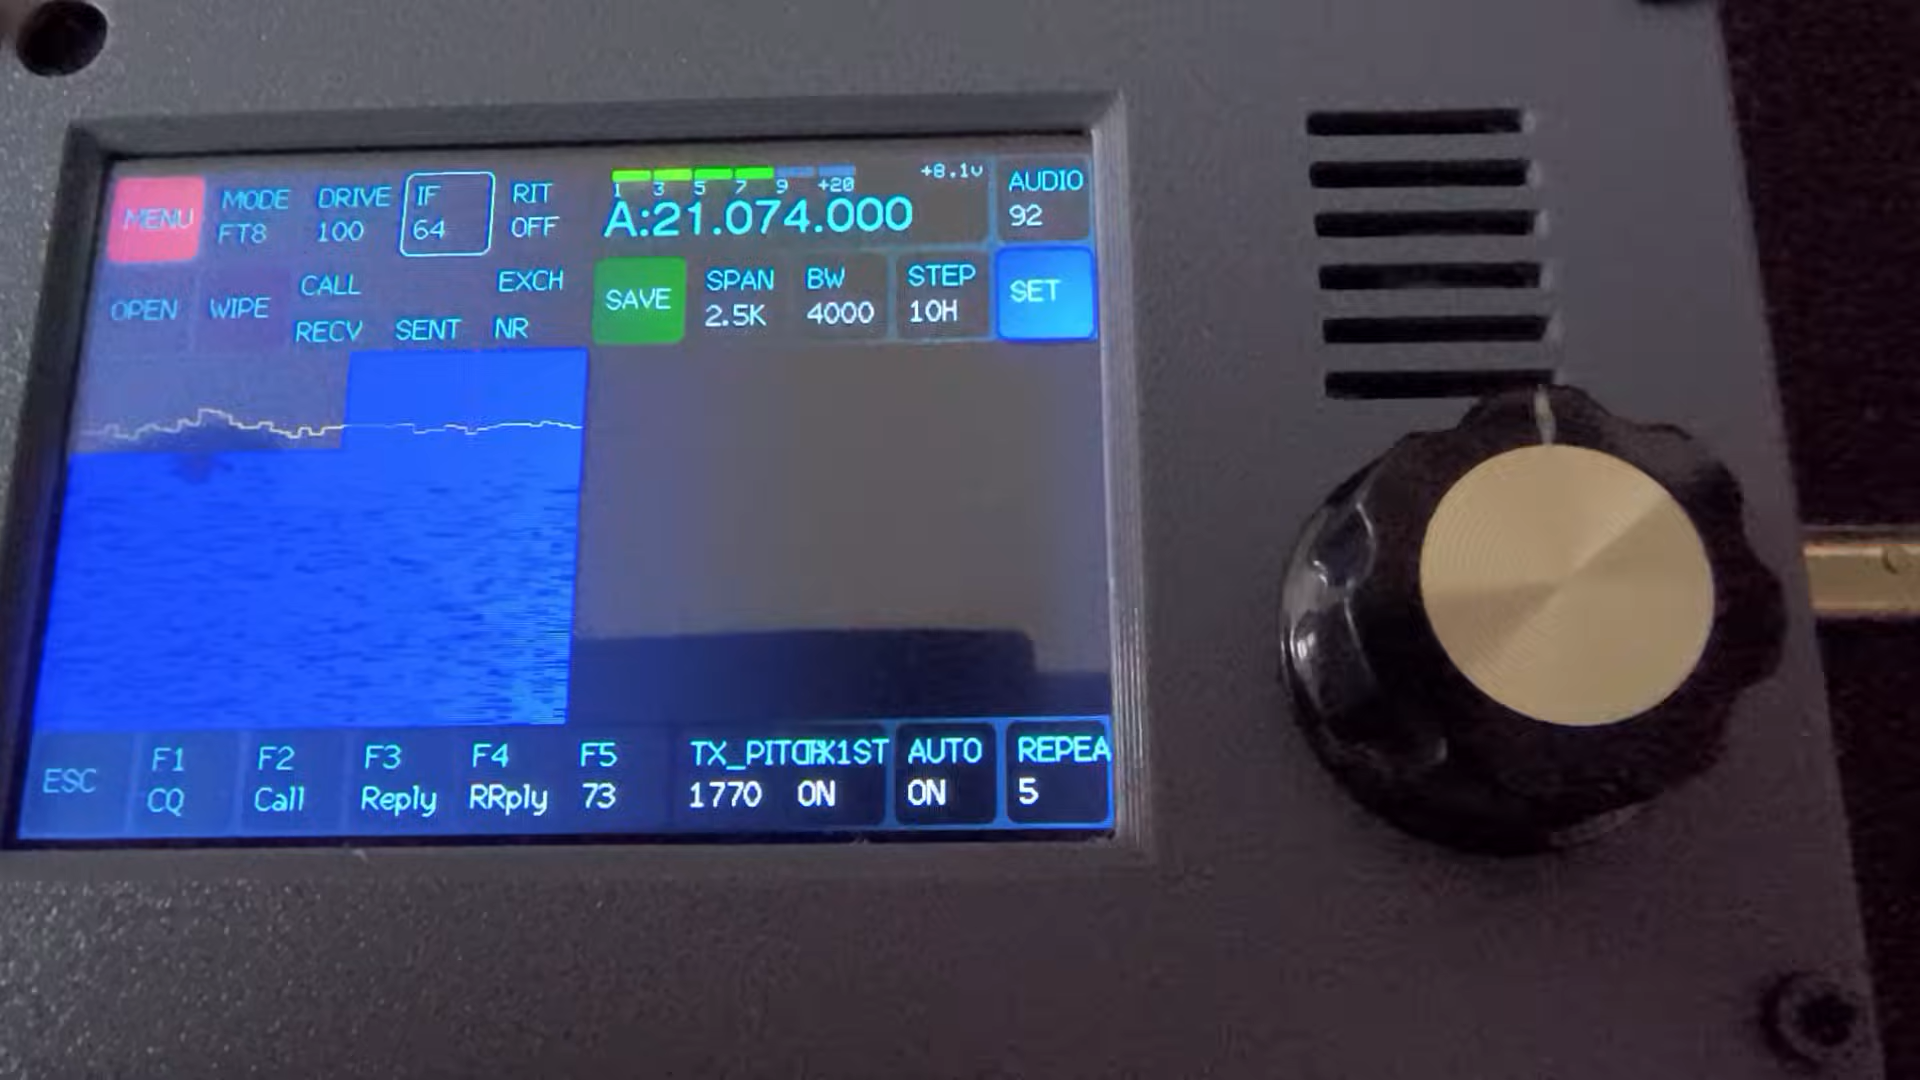 MENU
MODE
FT8
DRIVE
100
IF
64
RIT
OFF
1 3 5 7 9 +20
+8.1v
A:21.074.000
AUDIO
92
OPEN
WIPE
CALL
EXCH
RECV
SENT
NR
SAVE
SPAN
2.5K
BW
4000
STEP
10H
SET
ESC
F1
CQ
F2
Call
F3
Reply
F4
RRply
F5
73
TX_PITCH
1770
TX1ST
ON
AUTO
ON
REPEA
5